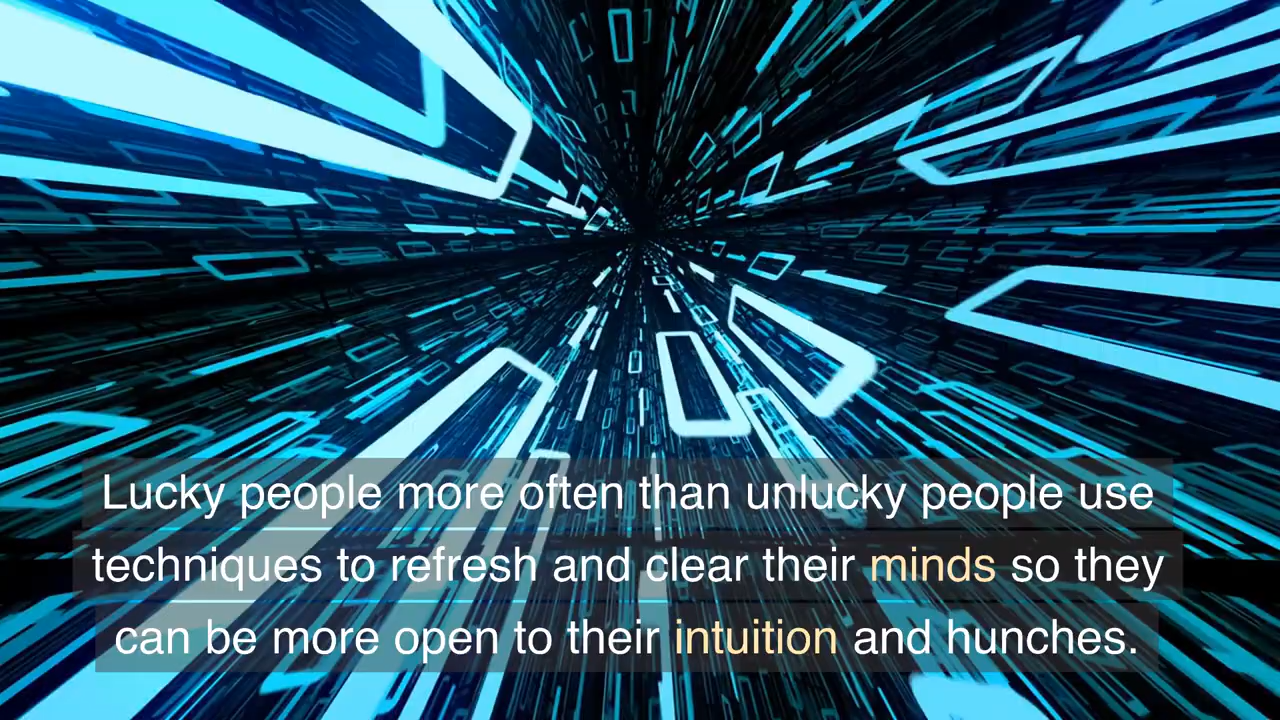 Lucky people more often than unlucky people use
techniques to refresh and clear their minds so they
can be more open to their intuition and hunches.